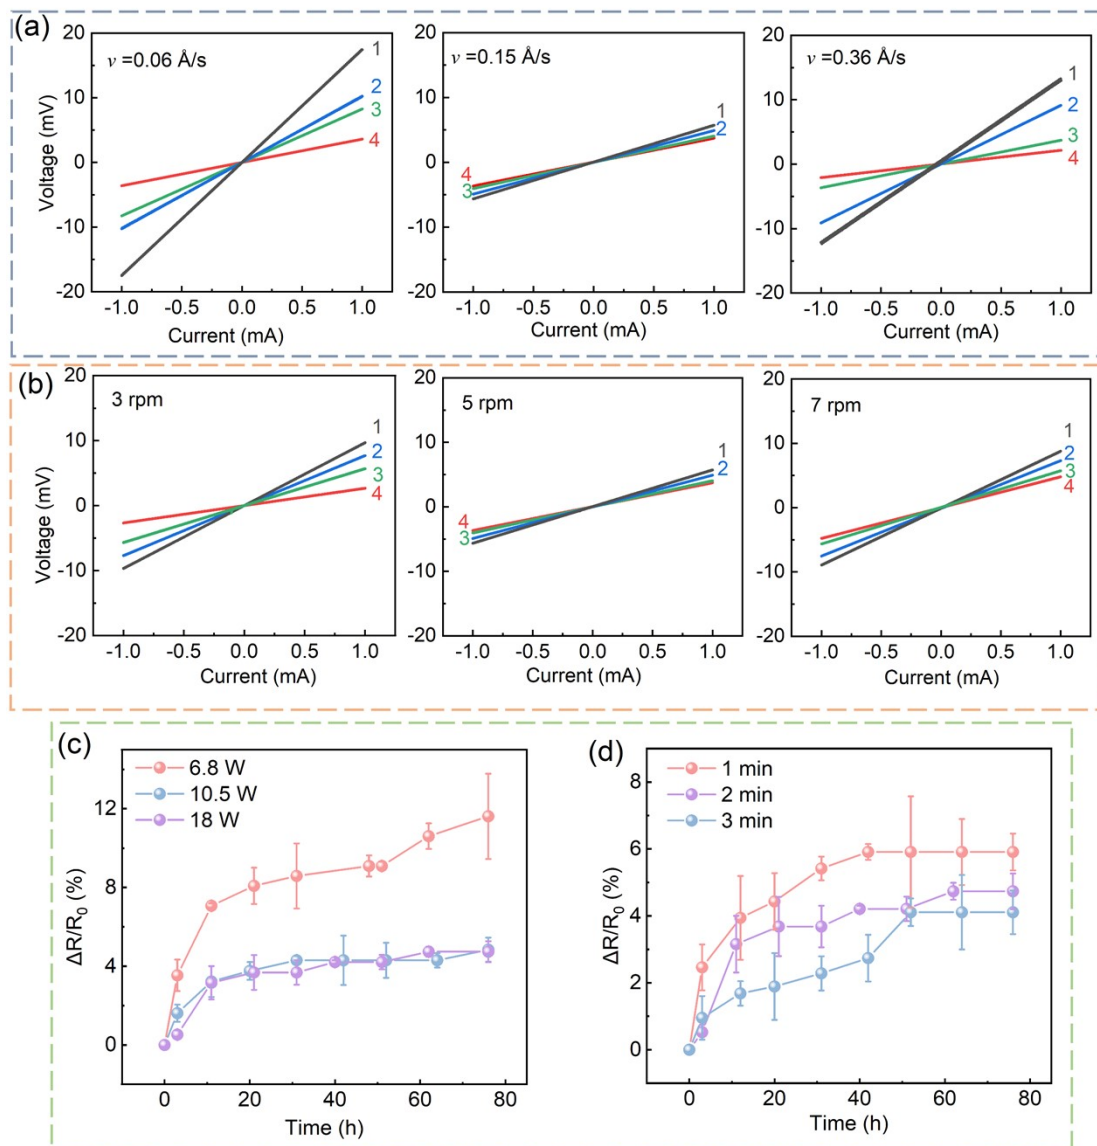 (a)
v =0.06 Å/s
v =0.15 Å/s
v =0.36 Å/s
Voltage (mV)
20
10
0
-10
-20
1
2
3
4
-1.0 -0.5 0.0 0.5 1.0
Current (mA)
20
10
0
-10
-20
1
2
4
3
-1.0 -0.5 0.0 0.5 1.0
Current (mA)
20
10
0
-10
-20
1
2
3
4
-1.0 -0.5 0.0 0.5 1.0
Current (mA)
(b)
3 rpm
5 rpm
7 rpm
Voltage (mV)
20
10
0
-10
-20
1
2
3
4
-1.0 -0.5 0.0 0.5 1.0
Current (mA)
20
10
0
-10
-20
1
2
4
3
-1.0 -0.5 0.0 0.5 1.0
Current (mA)
20
10
0
-10
-20
1
2
3
4
-1.0 -0.5 0.0 0.5 1.0
Current (mA)
(c)
6.8 W
10.5 W
18 W
ΔR/R0 (%)
12
8
4
0
0 20 40 60 80
Time (h)
(d)
1 min
2 min
3 min
ΔR/R0 (%)
8
6
4
2
0
0 20 40 60 80
Time (h)